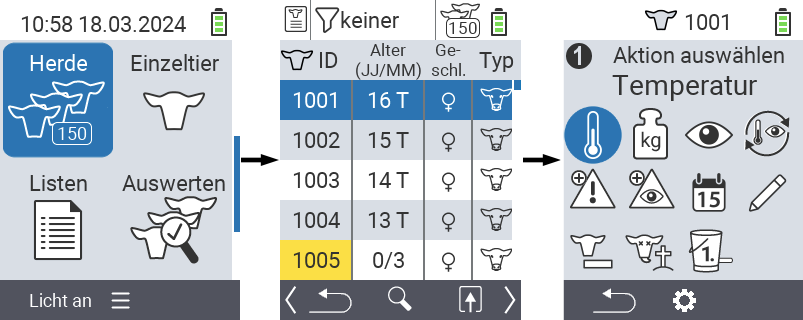 10:58 18.03.2024
Herde
Einzeltier
150
Listen
Auswerten
Licht an
keiner
150
ID
Alter
(JJ/MM)
Ge-
schl.
Typ
1001 16 T ♀
1002 15 T ♀
1003 14 T ♀
1004 13 T ♀
1005 0/3 ♀
1001
1 Aktion auswählen
Temperatur
kg
15
1.